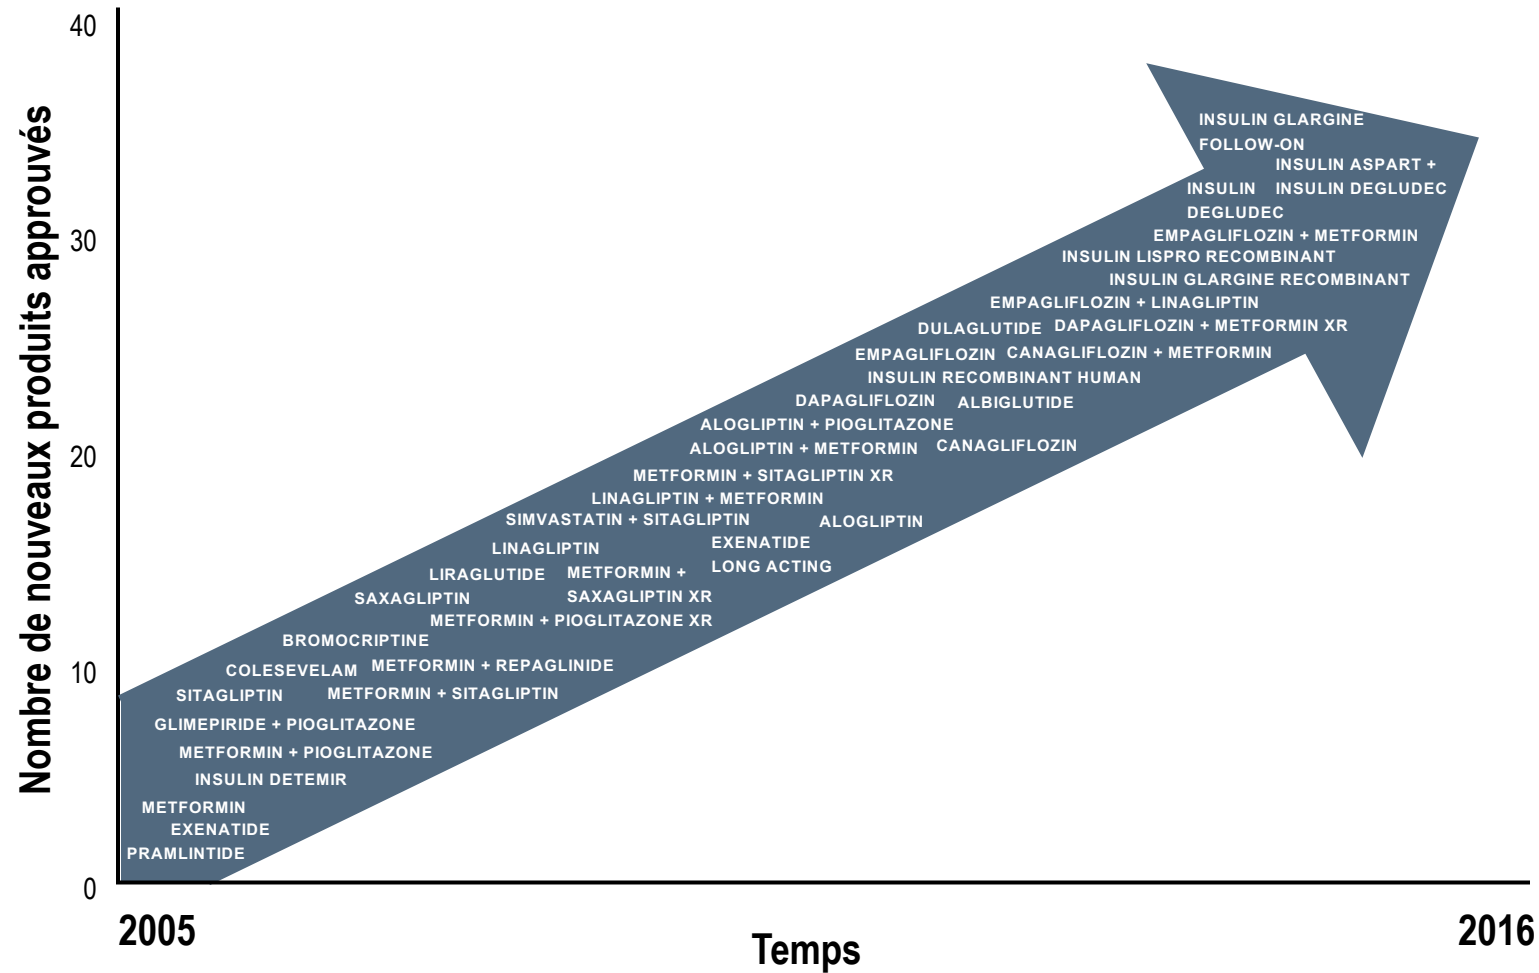 40
30
20
10
0
Nombre de nouveaux produits approuvés
INSULIN GLARGINE
FOLLOW-ON
INSULIN ASPART +
INSULIN DEGLUDEC
INSULIN
DEGLUDEC
EMPAGLIFLOZIN + METFORMIN
INSULIN LISPRO RECOMBINANT
INSULIN GLARGINE RECOMBINANT
EMPAGLIFLOZIN + LINAGLIPTIN
DULAGLUTIDE
DAPAGLIFLOZIN + METFORMIN XR
EMPAGLIFLOZIN
CANAGLIFLOZIN + METFORMIN
INSULIN RECOMBINANT HUMAN
DAPAGLIFLOZIN
ALBIGLUTIDE
ALOGLIPTIN + PIOGLITAZONE
ALOGLIPTIN + METFORMIN
CANAGLIFLOZIN
METFORMIN + SITAGLIPTIN XR
LINAGLIPTIN + METFORMIN
SIMVASTATIN + SITAGLIPTIN
ALOGLIPTIN
LINAGLIPTIN
EXENATIDE
LONG ACTING
LIRAGLUTIDE
METFORMIN +
SAXAGLIPTIN XR
SAXAGLIPTIN
METFORMIN + PIOGLITAZONE XR
BROMOCRIPTINE
COLESEVELAM
METFORMIN + REPAGLINIDE
SITAGLIPTIN
METFORMIN + SITAGLIPTIN
GLIMEPIRIDE + PIOGLITAZONE
METFORMIN + PIOGLITAZONE
INSULIN DETEMIR
METFORMIN
EXENATIDE
PRAMLINTIDE
2005
Temps
2016